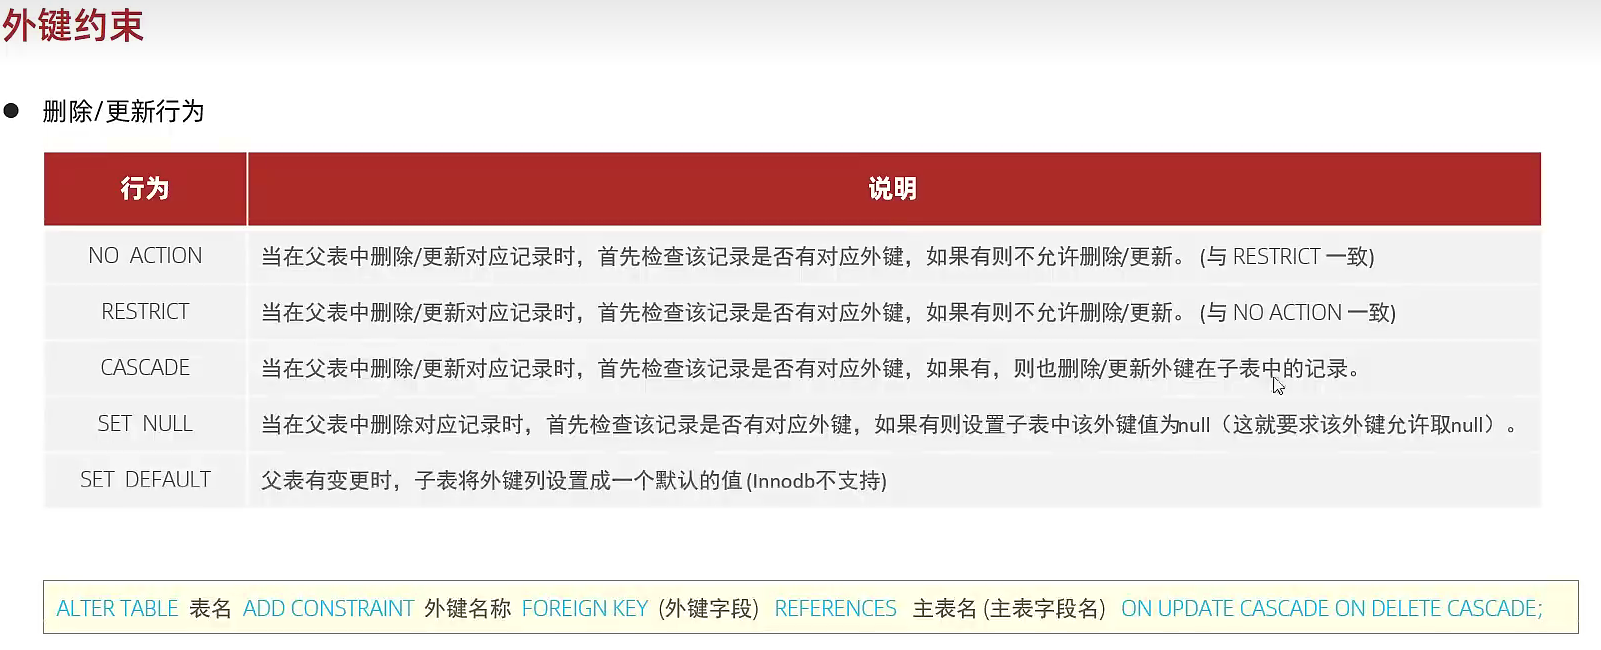 外键约束
● 删除/更新行为
行为 说明
NO ACTION 当在父表中删除/更新对应记录时，首先检查该记录是否有对应外键，如果有则不允许删除/更新。 (与 RESTRICT 一致)
RESTRICT 当在父表中删除/更新对应记录时，首先检查该记录是否有对应外键，如果有则不允许删除/更新。 (与 NO ACTION 一致)
CASCADE 当在父表中删除/更新对应记录时，首先检查该记录是否有对应外键，如果有，则也删除/更新外键在子表中的记录。
SET NULL 当在父表中删除对应记录时，首先检查该记录是否有对应外键，如果有则设置子表中该外键值为null（这就要求该外键允许取null）。
SET DEFAULT 父表有变更时，子表将外键列设置成一个默认的值 (Innodb不支持)
ALTER TABLE 表名 ADD CONSTRAINT 外键名称 FOREIGN KEY (外键字段) REFERENCES 主表名 (主表字段名) ON UPDATE CASCADE ON DELETE CASCADE;